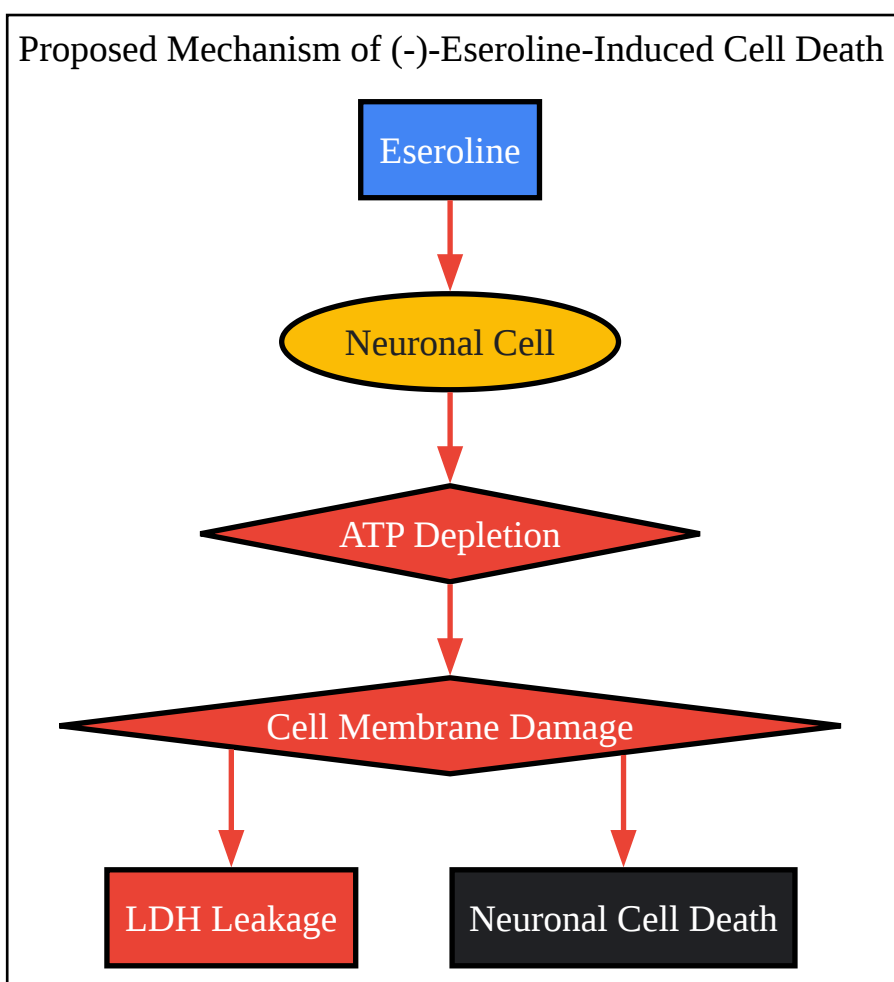 Proposed Mechanism of (-)-Eseroline-Induced Cell Death
Eseroline
Neuronal Cell
ATP Depletion
Cell Membrane Damage
LDH Leakage
Neuronal Cell Death